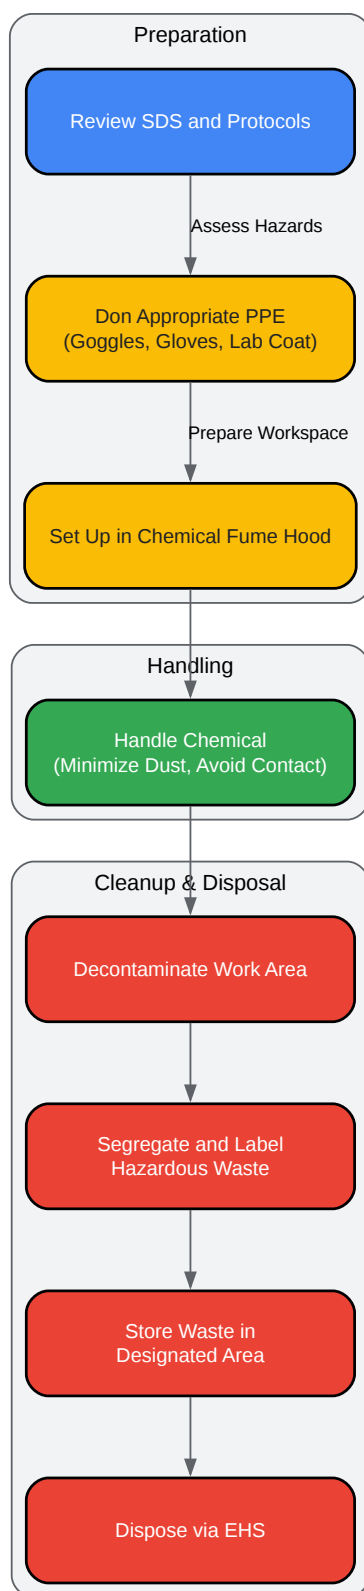 Preparation
Review SDS and Protocols
Assess Hazards
Don Appropriate PPE
(Goggles, Gloves, Lab Coat)
Prepare Workspace
Set Up in Chemical Fume Hood
Handling
Handle Chemical
(Minimize Dust, Avoid Contact)
Cleanup & Disposal
Decontaminate Work Area
Segregate and Label
Hazardous Waste
Store Waste in
Designated Area
Dispose via EHS